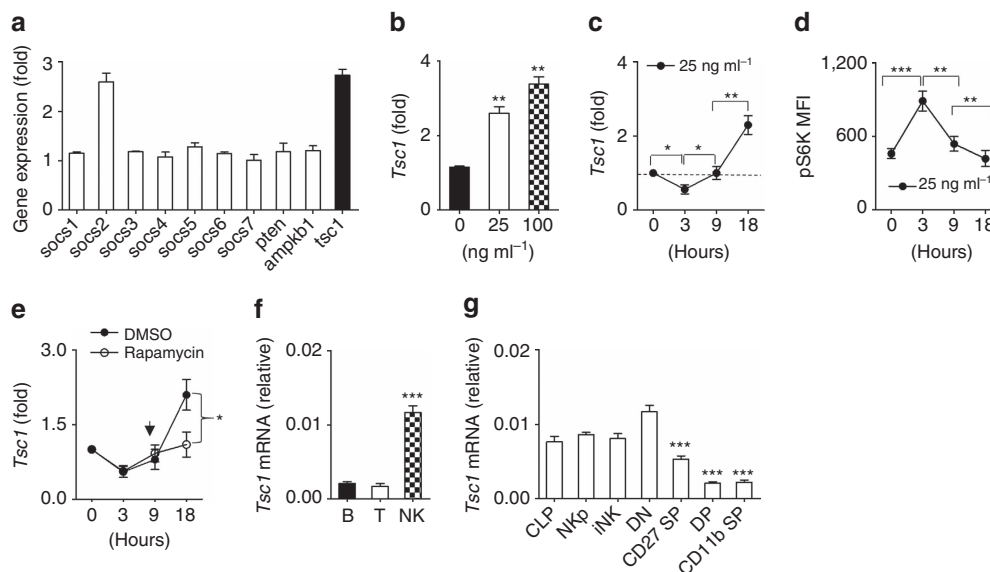 a
Gene expression (fold)
3
2
1
0
socs1
socs2
socs3
socs4
socs5
socs6
socs7
pten
ampkb1
tsc1
b
Tsc1 (fold)
4
2
0
**
**
0 25 100
(ng ml⁻¹)
c
25 ng ml⁻¹
Tsc1 (fold)
4
2
0
*
*
**
0 3 9 18
(Hours)
d
pS6K MFI
1,200
600
0
***
**
**
25 ng ml⁻¹
0 3 9 18
(Hours)
e
DMSO
Rapamycin
Tsc1 (fold)
3.0
1.5
0.0
*
0 3 9 18
(Hours)
f
Tsc1 mRNA (relative)
0.02
0.01
0.00
***
B T NK
g
Tsc1 mRNA (relative)
0.02
0.01
0.00
***
***
***
CLP
NKp
iNK
DN
CD27 SP
DP
CD11b SP